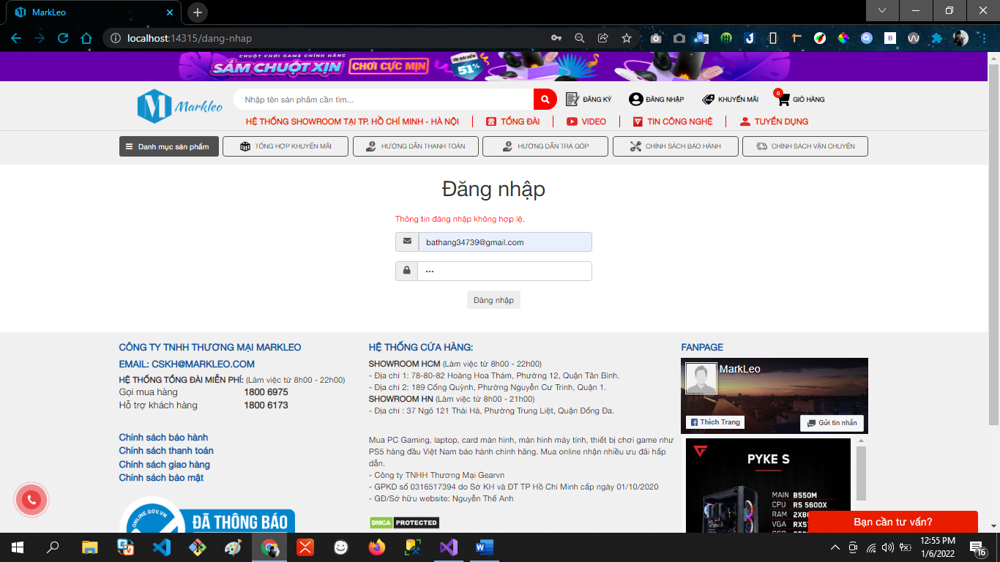 MarkLeo
localhost:14315/dang-nhap
CHUỘT CHƠI GAME CHÍNH HÃNG
SẮM CHUỘT XỊN CHƠI CỰC MỊN
ƯU ĐÃI ĐẾN
51%
Markleo
Nhập tên sản phẩm cần tìm...
ĐĂNG KÝ
ĐĂNG NHẬP
KHUYẾN MÃI
0
GIỎ HÀNG
HỆ THỐNG SHOWROOM TẠI TP. HỒ CHÍ MINH - HÀ NỘI
TỔNG ĐÀI
VIDEO
TIN CÔNG NGHỆ
TUYỂN DỤNG
Danh mục sản phẩm
TỔNG HỢP KHUYẾN MÃI
HƯỚNG DẪN THANH TOÁN
HƯỚNG DẪN TRẢ GÓP
CHÍNH SÁCH BẢO HÀNH
CHÍNH SÁCH VẬN CHUYỂN
Đăng nhập
Thông tin đăng nhập không hợp lệ.
bathang34739@gmail.com
Đăng nhập
CÔNG TY TNHH THƯƠNG MẠI MARKLEO
EMAIL: CSKH@MARKLEO.COM
HỆ THỐNG TỔNG ĐÀI MIỄN PHÍ: (Làm việc từ 8h00 - 22h00)
Gọi mua hàng 1800 6975
Hỗ trợ khách hàng 1800 6173
Chính sách bảo hành
Chính sách thanh toán
Chính sách giao hàng
Chính sách bảo mật
ONLINE.GOV.VN
ĐÃ THÔNG BÁO
HỆ THỐNG CỬA HÀNG:
SHOWROOM HCM (Làm việc từ 8h00 - 22h00)
- Địa chỉ 1: 78-80-82 Hoàng Hoa Thám, Phường 12, Quận Tân Bình.
- Địa chỉ 2: 189 Cống Quỳnh, Phường Nguyễn Cư Trinh, Quận 1.
SHOWROOM HN (Làm việc từ 8h00 - 21h00)
- Địa chỉ : 37 Ngõ 121 Thái Hà, Phường Trung Liệt, Quận Đống Đa.
Mua PC Gaming, laptop, card màn hình, màn hình máy tính, thiết bị chơi game như
PS5 hàng đầu Việt Nam bảo hành chính hãng. Mua online nhận nhiều ưu đãi hấp
dẫn.
- Công ty TNHH Thương Mại Gearvn
- GPKD số 0316517394 do Sở KH và ĐT TP Hồ Chí Minh cấp ngày 01/10/2020
- GĐ/Sở hữu website: Nguyễn Thế Anh
DMCA PROTECTED
FANPAGE
MarkLeo
Thích Trang
Gửi tin nhắn
PYKE S
MAIN B550M
CPU R5 5600X
RAM
VGA
Bạn cần tư vấn?
12:55 PM
1/6/2022
16